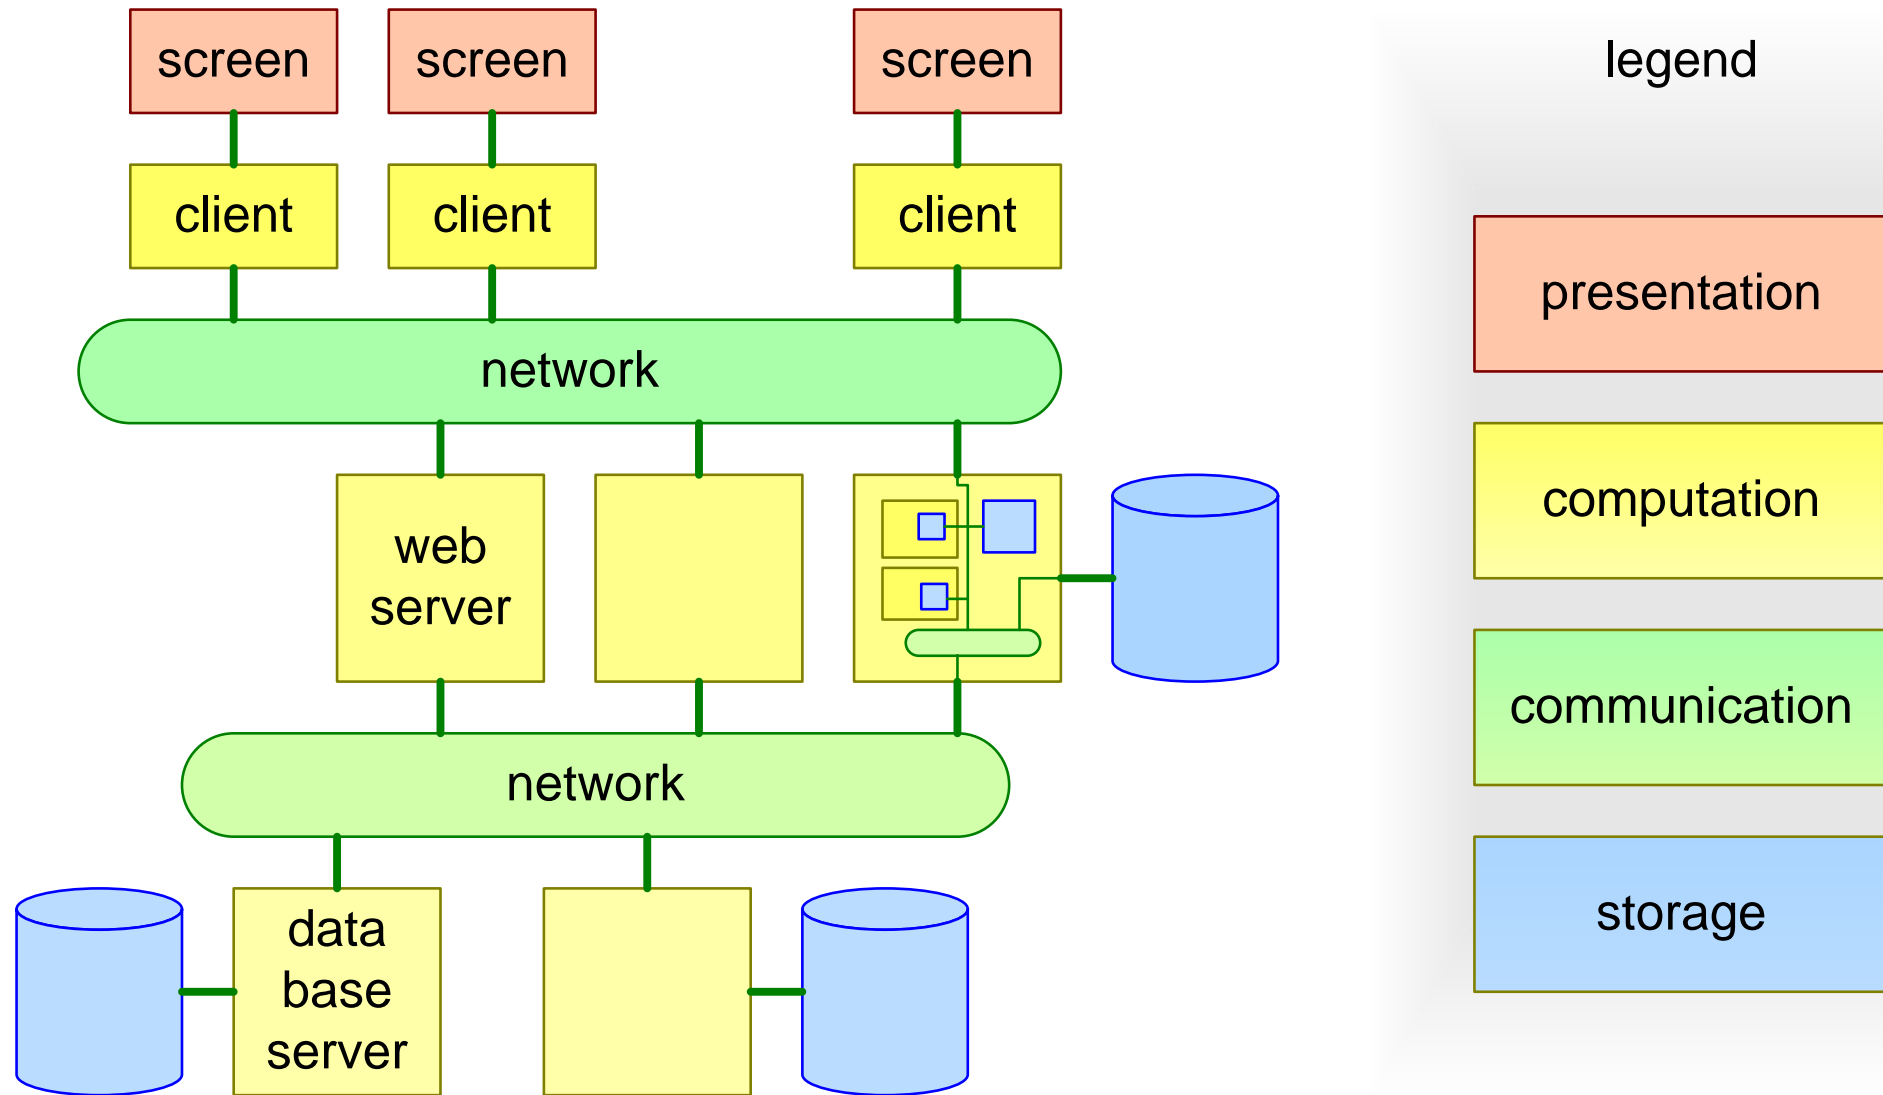 screen
screen
screen
legend
client
client
client
presentation
network
computation
web
server
communication
network
storage
data
base
server